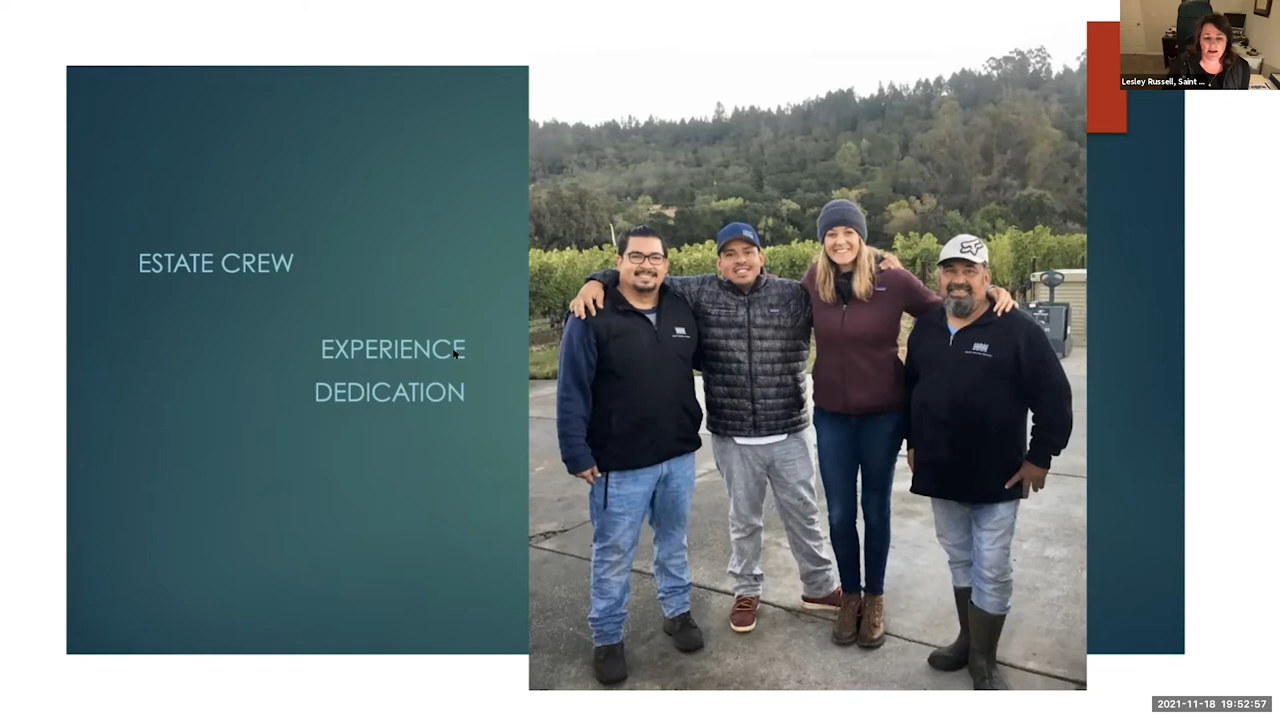 Lesley Russell, Saint ...
ESTATE CREW
EXPERIENCE
DEDICATION
2021-11-18 19:52:57